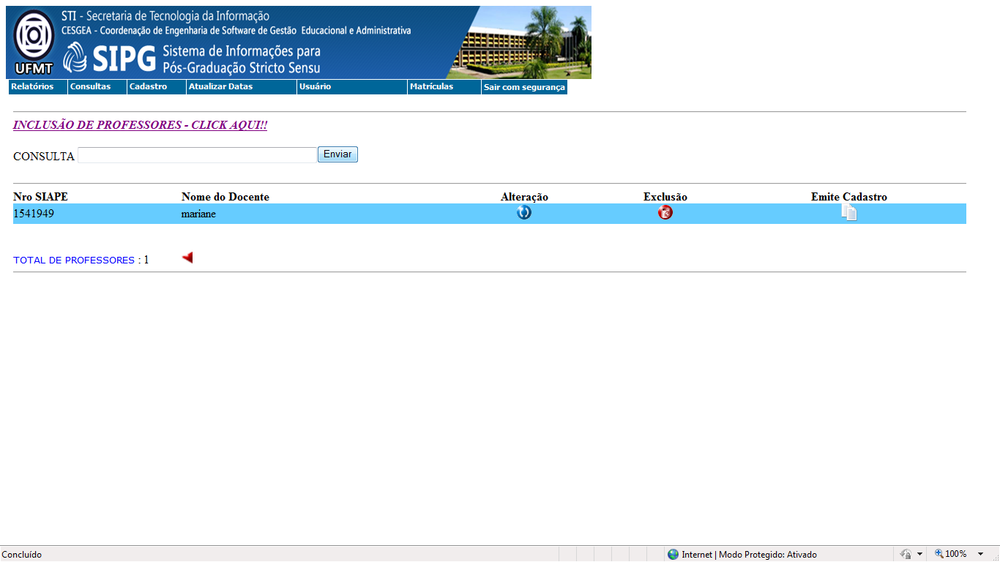 STI - Secretaria de Tecnologia da Informação
CESGEA - Coordenação de Engenharia de Software de Gestão Educacional e Administrativa
UFMT
SIPG
Sistema de Informações para
Pós-Graduação Stricto Sensu
Relatórios Consultas Cadastro Atualizar Datas Usuário Matrículas Sair com segurança
INCLUSÃO DE PROFESSORES - CLICK AQUI!!
CONSULTA Enviar
Nro SIAPE Nome do Docente Alteração Exclusão Emite Cadastro
1541949 mariane
TOTAL DE PROFESSORES : 1
Concluído Internet | Modo Protegido: Ativado 100%